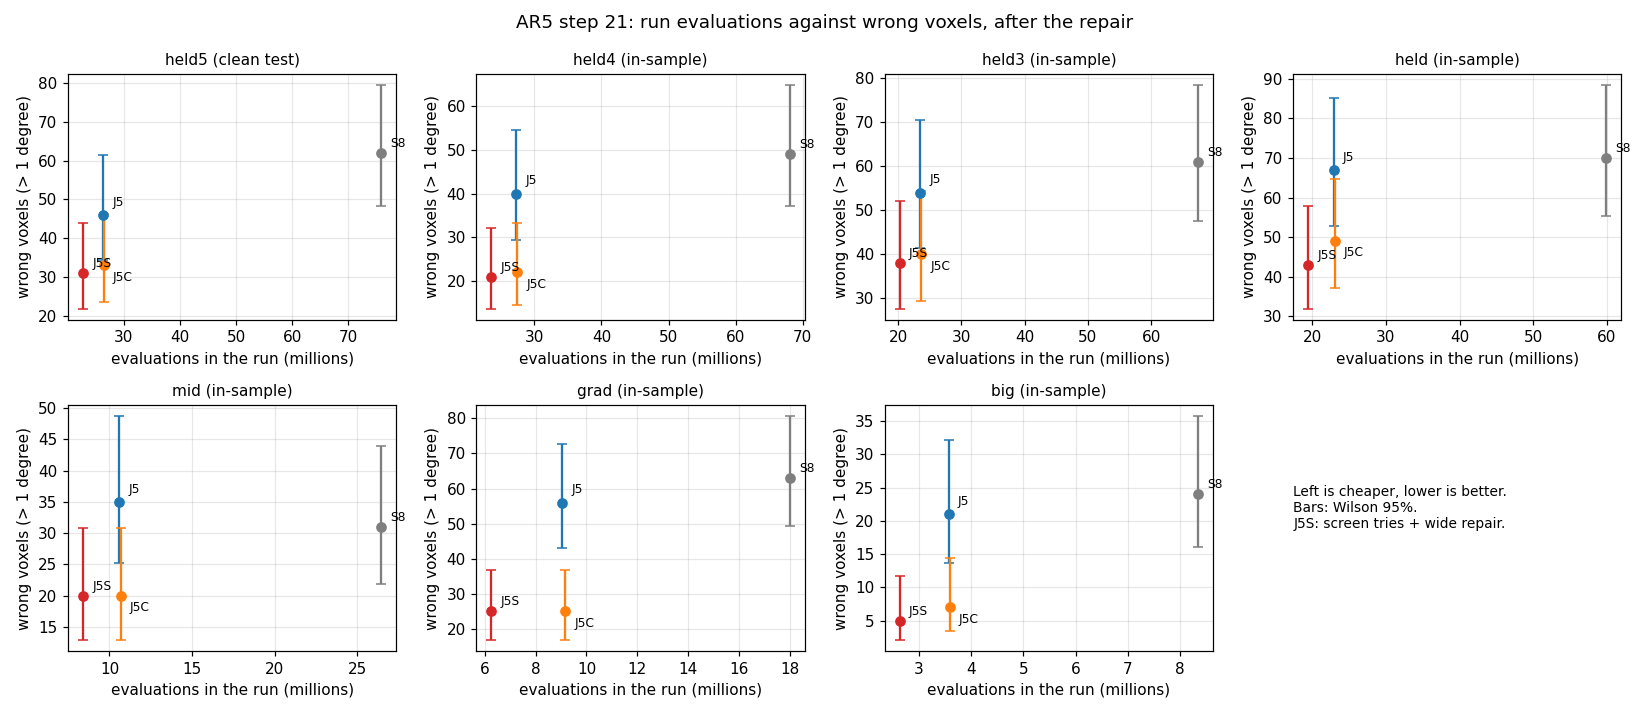 AR5 step 21: run evaluations against wrong voxels, after the repair
held5 (clean test)
wrong voxels (> 1 degree)
80
70
60
50
40
30
20
S8
J5
J5S
J5C
30 40 50 60 70
evaluations in the run (millions)
held4 (in-sample)
wrong voxels (> 1 degree)
60
50
40
30
20
S8
J5
J5S
J5C
30 40 50 60 70
evaluations in the run (millions)
held3 (in-sample)
wrong voxels (> 1 degree)
80
70
60
50
40
30
S8
J5
J5S
J5C
20 30 40 50 60
evaluations in the run (millions)
held (in-sample)
wrong voxels (> 1 degree)
90
80
70
60
50
40
30
S8
J5
J5S
J5C
20 30 40 50 60
evaluations in the run (millions)
mid (in-sample)
wrong voxels (> 1 degree)
50
45
40
35
30
25
20
15
J5
S8
J5S
J5C
10 15 20 25
evaluations in the run (millions)
grad (in-sample)
wrong voxels (> 1 degree)
80
70
60
50
40
30
20
S8
J5
J5S
J5C
6 8 10 12 14 16 18
evaluations in the run (millions)
big (in-sample)
wrong voxels (> 1 degree)
35
30
25
20
15
10
5
S8
J5
J5S
J5C
3 4 5 6 7 8
evaluations in the run (millions)
Left is cheaper, lower is better.
Bars: Wilson 95%.
J5S: screen tries + wide repair.